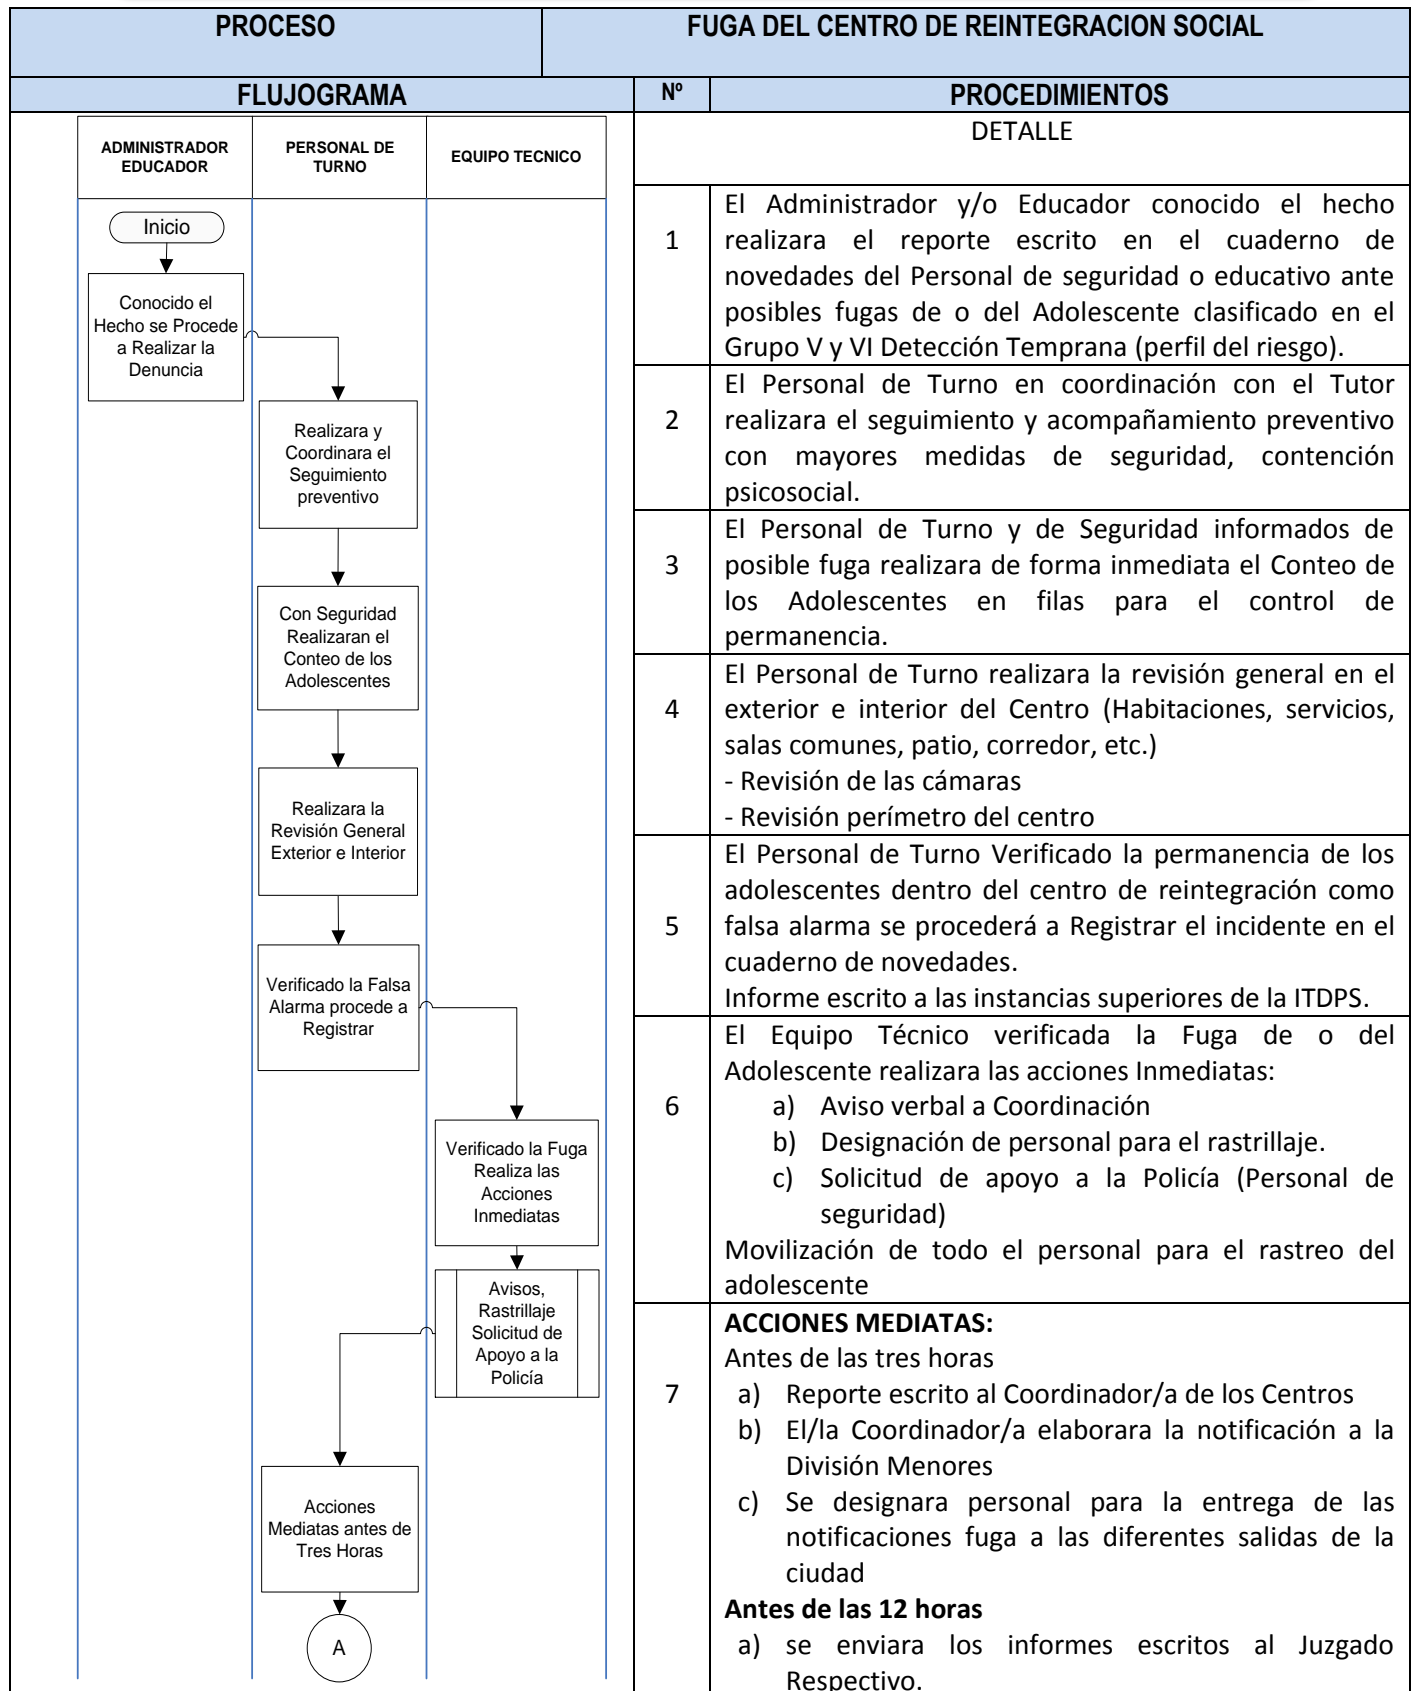 PROCESO
FUGA DEL CENTRO DE REINTEGRACION SOCIAL
FLUJOGRAMA
Nº
PROCEDIMIENTOS
ADMINISTRADOR
EDUCADOR
PERSONAL DE
TURNO
EQUIPO TECNICO
Inicio
Conocido el
Hecho se Procede
a Realizar la
Denuncia
Realizara y
Coordinara el
Seguimiento
preventivo
Con Seguridad
Realizaran el
Conteo de los
Adolescentes
Realizara la
Revisión General
Exterior e Interior
Verificado la Falsa
Alarma procede a
Registrar
Verificado la Fuga
Realiza las
Acciones
Inmediatas
Avisos,
Rastrillaje
Solicitud de
Apoyo a la
Policía
Acciones
Mediatas antes de
Tres Horas
A
DETALLE
1
El Administrador y/o Educador conocido el hecho
realizara el reporte escrito en el cuaderno de
novedades del Personal de seguridad o educativo ante
posibles fugas de o del Adolescente clasificado en el
Grupo V y VI Detección Temprana (perfil del riesgo).
2
El Personal de Turno en coordinación con el Tutor
realizara el seguimiento y acompañamiento preventivo
con mayores medidas de seguridad, contención
psicosocial.
3
El Personal de Turno y de Seguridad informados de
posible fuga realizara de forma inmediata el Conteo de
los Adolescentes en filas para el control de
permanencia.
4
El Personal de Turno realizara la revisión general en el
exterior e interior del Centro (Habitaciones, servicios,
salas comunes, patio, corredor, etc.)
- Revisión de las cámaras
- Revisión perímetro del centro
5
El Personal de Turno Verificado la permanencia de los
adolescentes dentro del centro de reintegración como
falsa alarma se procederá a Registrar el incidente en el
cuaderno de novedades.
Informe escrito a las instancias superiores de la ITDPS.
6
El Equipo Técnico verificada la Fuga de o del
Adolescente realizara las acciones Inmediatas:
a) Aviso verbal a Coordinación
b) Designación de personal para el rastrillaje.
c) Solicitud de apoyo a la Policía (Personal de
seguridad)
Movilización de todo el personal para el rastreo del
adolescente
7
ACCIONES MEDIATAS:
Antes de las tres horas
a) Reporte escrito al Coordinador/a de los Centros
b) El/la Coordinador/a elaborara la notificación a la
División Menores
c) Se designara personal para la entrega de las
notificaciones fuga a las diferentes salidas de la
ciudad
Antes de las 12 horas
a) se enviara los informes escritos al Juzgado
Respectivo.